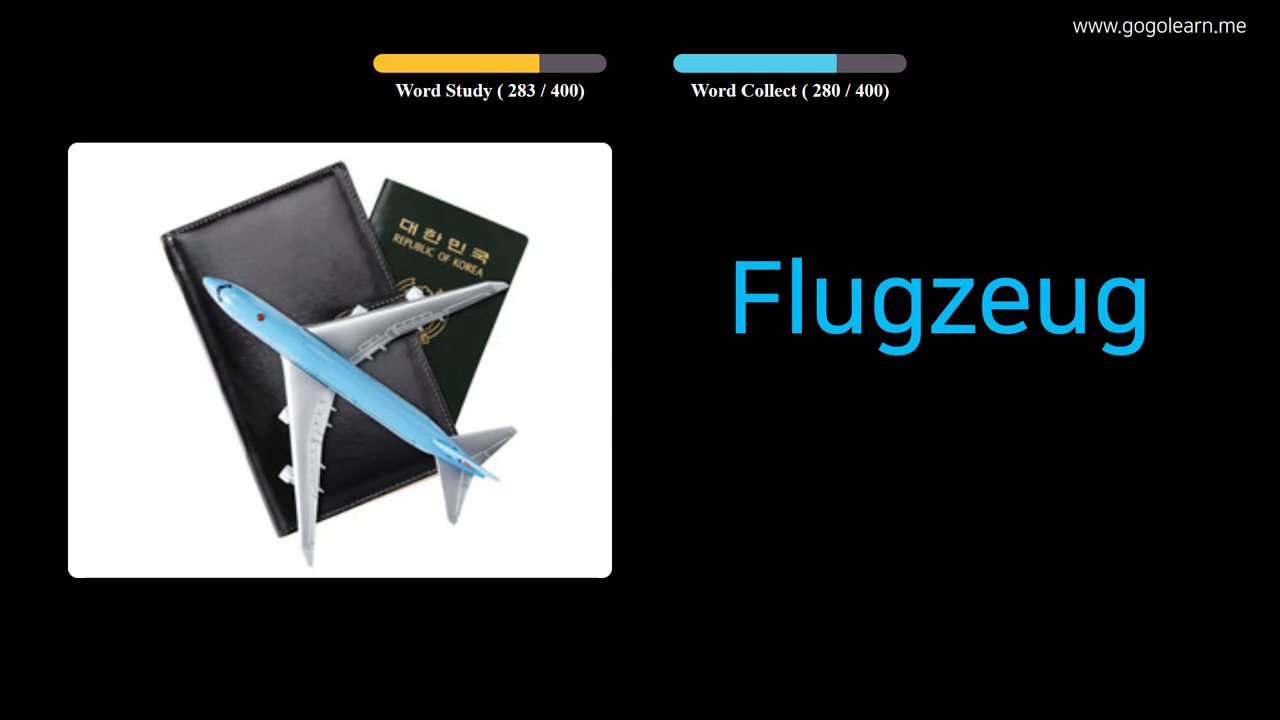 www.gogolearn.me
Word Study ( 283 / 400)
Word Collect ( 280 / 400)
대한민국
REPUBLIC OF KOREA
Flugzeug